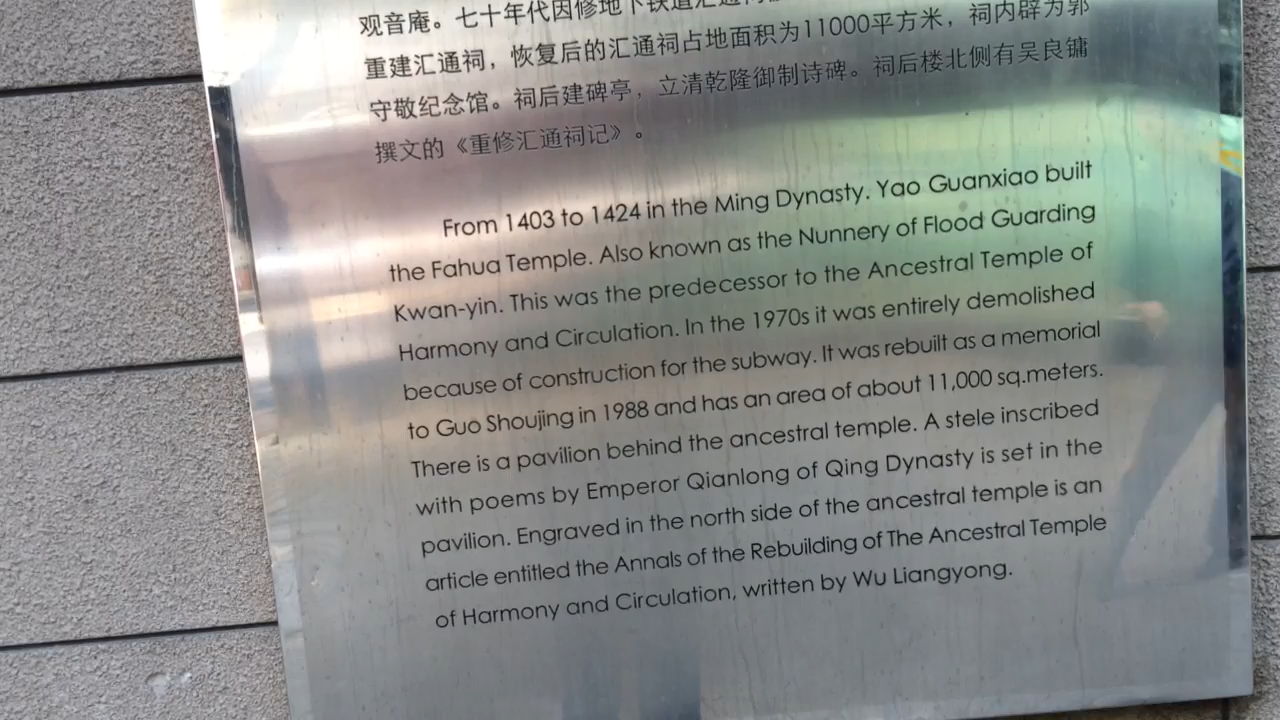 观音庵。七十年代因修地下铁道汇通祠
重建汇通祠，恢复后的汇通祠占地面积为11000平方米，祠内辟为郭
守敬纪念馆。祠后建碑亭，立清乾隆御制诗碑。祠后楼北侧有吴良镛
撰文的《重修汇通祠记》。
From 1403 to 1424 in the Ming Dynasty. Yao Guanxiao built
the Fahua Temple. Also known as the Nunnery of Flood Guarding
Kwan-yin. This was the predecessor to the Ancestral Temple of
Harmony and Circulation. In the 1970s it was entirely demolished
because of construction for the subway. It was rebuilt as a memorial
to Guo Shoujing in 1988 and has an area of about 11,000 sq.meters.
There is a pavilion behind the ancestral temple. A stele inscribed
with poems by Emperor Qianlong of Qing Dynasty is set in the
pavilion. Engraved in the north side of the ancestral temple is an
article entitled the Annals of the Rebuilding of The Ancestral Temple
of Harmony and Circulation, written by Wu Liangyong.